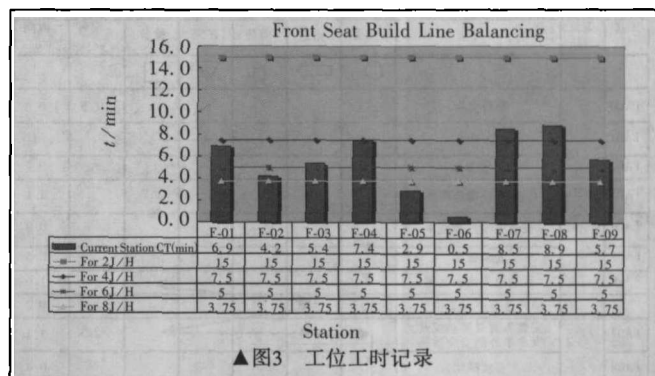 Front Seat Build Line Balancing
t/min
16.0
14.0
12.0
10.0
8.0
6.0
4.0
2.0
0.0
F-01 F-02 F-03 F-04 F-05 F-06 F-07 F-08 F-09
Current Station CT(min) 6.9 4.2 5.4 7.4 2.9 0.5 8.5 8.9 5.7
For 2J/H 15 15 15 15 15 15 15 15 15
For 4J/H 7.5 7.5 7.5 7.5 7.5 7.5 7.5 7.5 7.5
For 6J/H 5 5 5 5 5 5 5 5 5
For 8J/H 3.75 3.75 3.75 3.75 3.75 3.75 3.75 3.75 3.75
Station
▲图3 工位工时记录